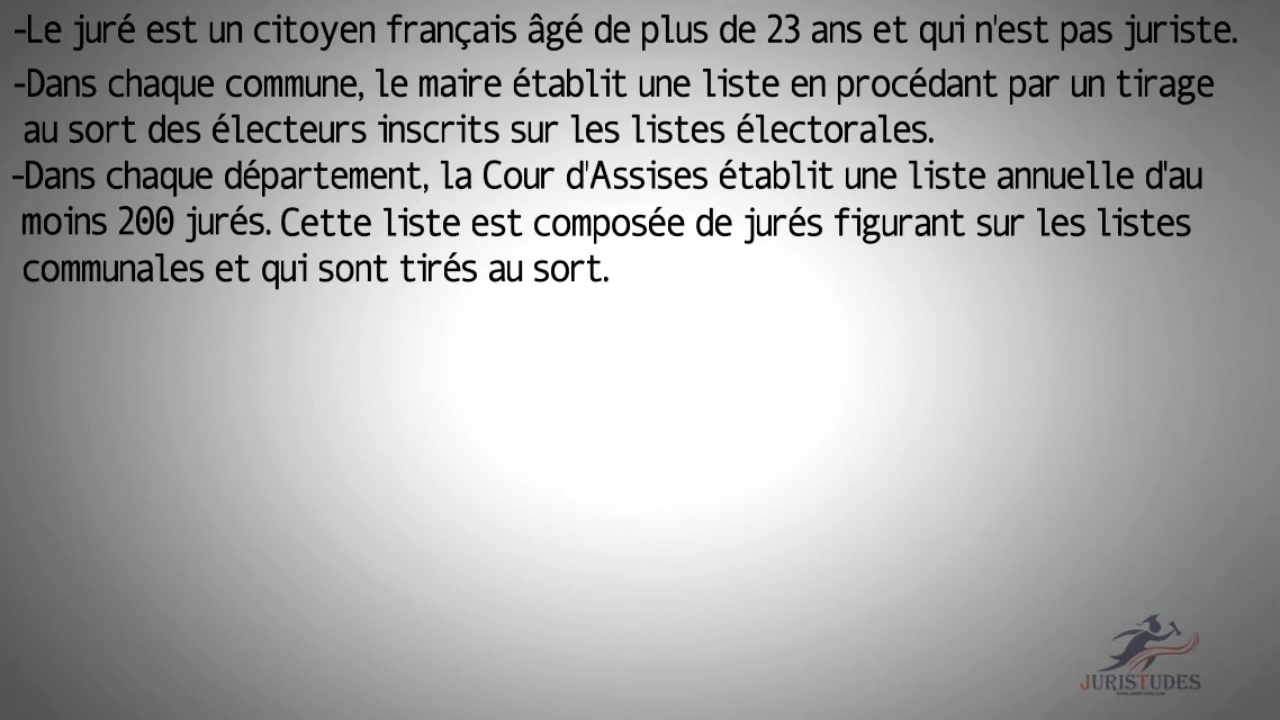 -Le juré est un citoyen français âgé de plus de 23 ans et qui n'est pas juriste.
-Dans chaque commune, le maire établit une liste en procédant par un tirage
au sort des électeurs inscrits sur les listes électorales.
-Dans chaque département, la Cour d'Assises établit une liste annuelle d'au
moins 200 jurés. Cette liste est composée de jurés figurant sur les listes
communales et qui sont tirés au sort.
JURISTUDES